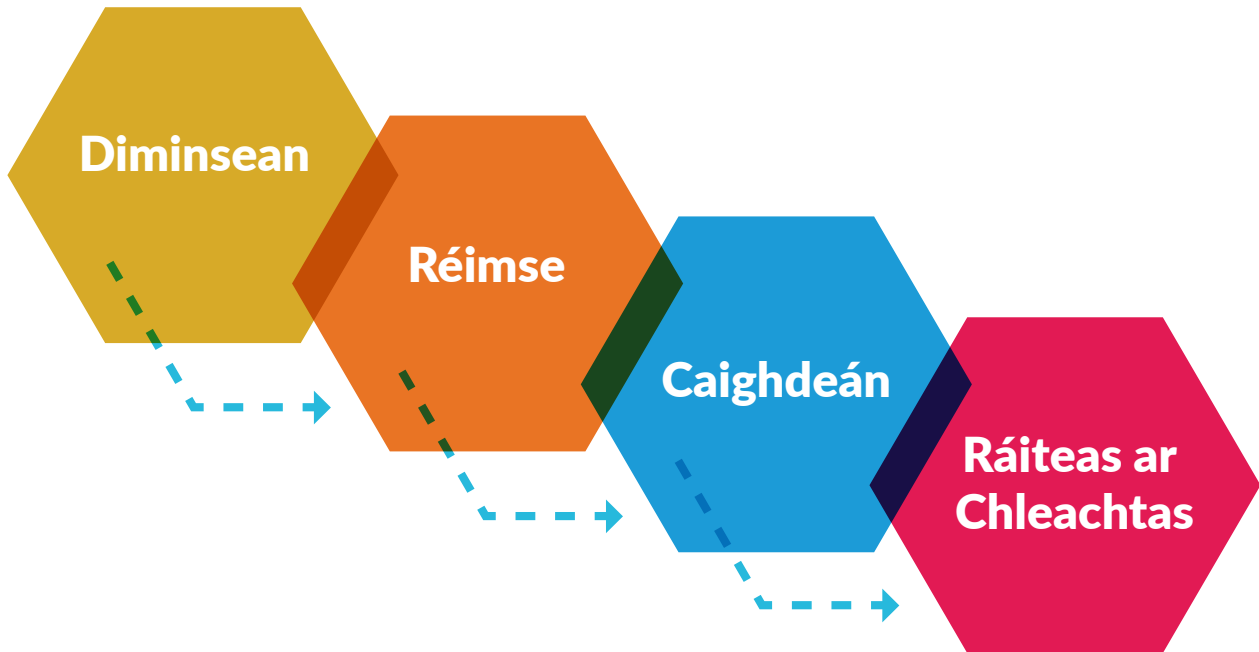 Diminsean
Réimse
Caighdeán
Ráiteas ar
Chleachtas